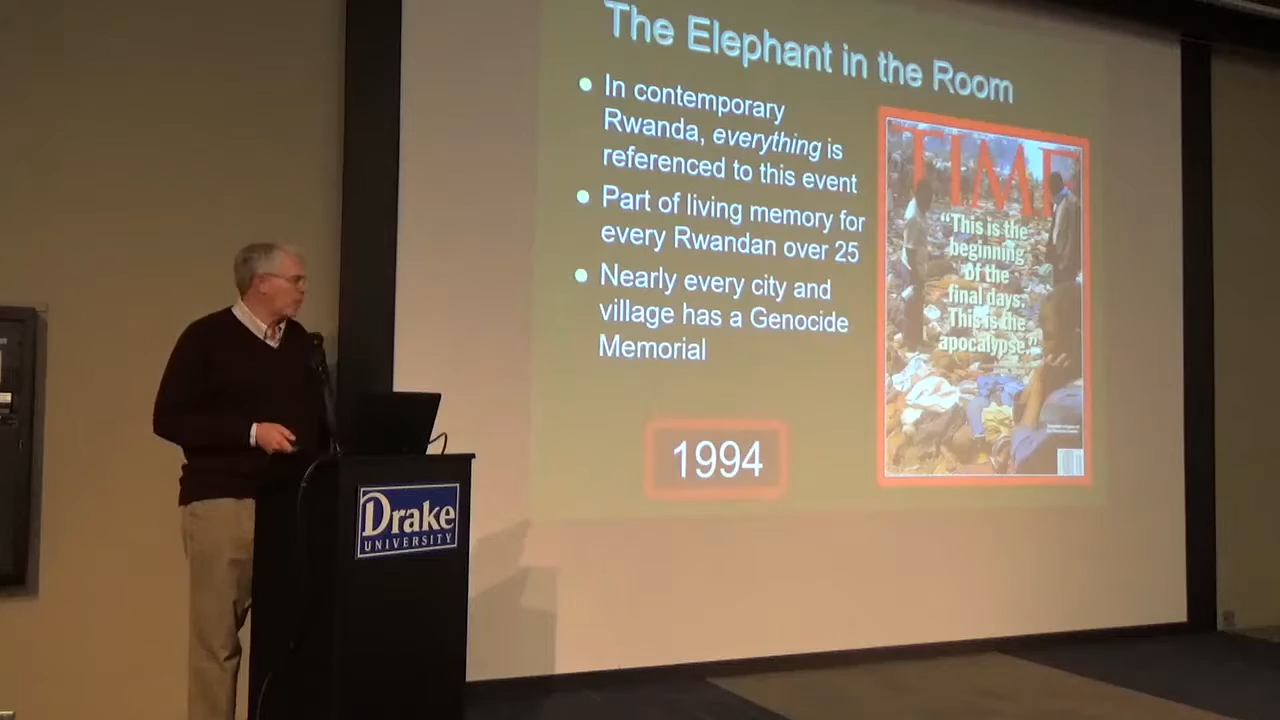 The Elephant in the Room
• In contemporary
Rwanda, everything is
referenced to this event
• Part of living memory for
every Rwandan over 25
• Nearly every city and
village has a Genocide
Memorial
1994
TIME
“This is the
beginning
of the
final days.
This is the
apocalypse.”
Drake
UNIVERSITY